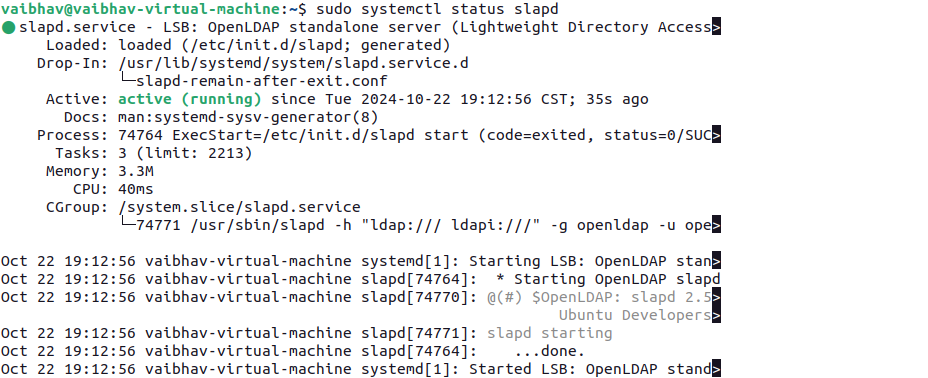 vaibhav@vaibhav-virtual-machine:~$ sudo systemctl status slapd
● slapd.service - LSB: OpenLDAP standalone server (Lightweight Directory Access>
     Loaded: loaded (/etc/init.d/slapd; generated)
    Drop-In: /usr/lib/systemd/system/slapd.service.d
             └─slapd-remain-after-exit.conf
     Active: active (running) since Tue 2024-10-22 19:12:56 CST; 35s ago
       Docs: man:systemd-sysv-generator(8)
    Process: 74764 ExecStart=/etc/init.d/slapd start (code=exited, status=0/SUC>
      Tasks: 3 (limit: 2213)
     Memory: 3.3M
        CPU: 40ms
     CGroup: /system.slice/slapd.service
             └─74771 /usr/sbin/slapd -h "ldap:/// ldapi:///" -g openldap -u ope>
Oct 22 19:12:56 vaibhav-virtual-machine systemd[1]: Starting LSB: OpenLDAP stan>
Oct 22 19:12:56 vaibhav-virtual-machine slapd[74764]:  * Starting OpenLDAP slapd
Oct 22 19:12:56 vaibhav-virtual-machine slapd[74770]: @(#) $OpenLDAP: slapd 2.5>
                                                              Ubuntu Developers>
Oct 22 19:12:56 vaibhav-virtual-machine slapd[74771]: slapd starting
Oct 22 19:12:56 vaibhav-virtual-machine slapd[74764]:    ...done.
Oct 22 19:12:56 vaibhav-virtual-machine systemd[1]: Started LSB: OpenLDAP stand>